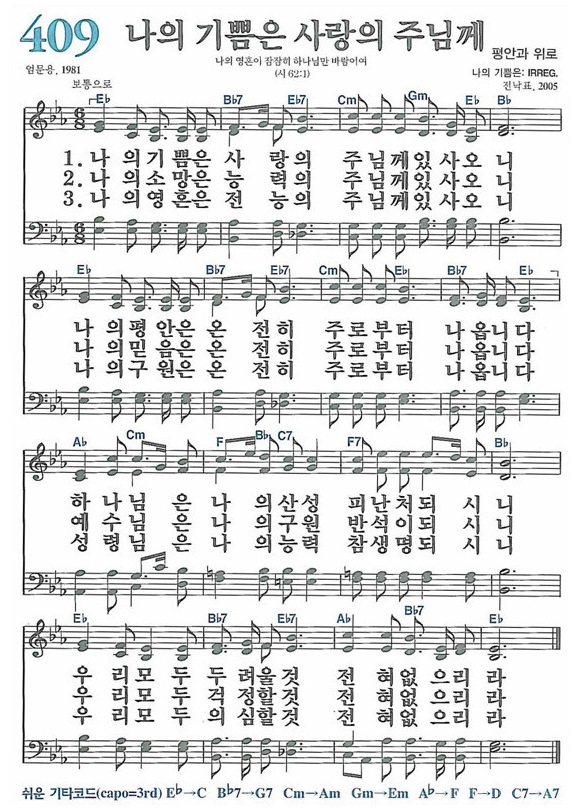 409 나의 기쁨은 사랑의 주님께
평안과 위로
나의 영혼이 잠잠히 하나님만 바람이여
(시 62:1)
엄문용, 1981
나의 기쁨은: IRREG.
보통으로
전낙표, 2005
E♭ B♭7 E♭7 Cm Gm E♭ B♭
1. 나 의 기 쁨 은 사 랑 의 주 님 께 있 사 오 니
2. 나 의 소 망 은 능 력 의 주 님 께 있 사 오 니
3. 나 의 영 혼 은 전 능 의 주 님 께 있 사 오 니
E♭ B♭7 E♭7 Cm E♭ B♭7 E♭
나 의 평 안 은 온 전 히 주 로 부 터 나 옵 니 다
나 의 믿 음 은 온 전 히 주 로 부 터 나 옵 니 다
나 의 구 원 은 온 전 히 주 로 부 터 나 옵 니 다
A♭ Cm F B♭ C7 F7 B♭
하 나 님 은 나 의 산 성 피 난 처 되 시 니
예 수 님 은 나 의 구 원 반 석 이 되 시 니
성 령 님 은 나 의 능 력 참 생 명 되 시 니
E♭ B♭7 E♭7 A♭ B♭7 E♭
우 리 모 두 두 려 울 것 전 혀 없 으 리 라
우 리 모 두 걱 정 할 것 전 혀 없 으 리 라
우 리 모 두 의 심 할 것 전 혀 없 으 리 라
쉬운 기타코드(capo=3rd) E♭→C B♭7→G7 Cm→Am Gm→Em A♭→F F→D C7→A7